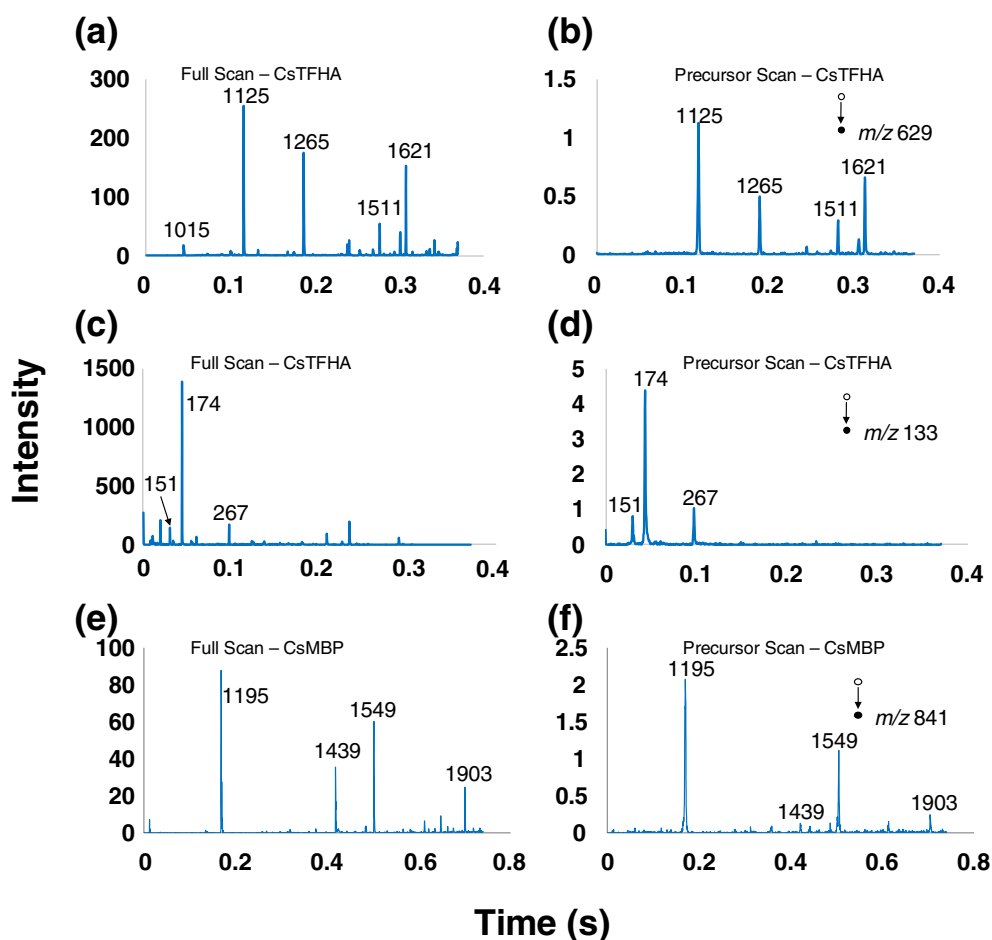 (a)
Full Scan – CsTFHA
300
200
100
0
1015
1125
1265
1511
1621
0 0.1 0.2 0.3 0.4
(b)
Precursor Scan – CsTFHA
1.5
1
0.5
0
1125
1265
1511
1621
m/z 629
0 0.1 0.2 0.3 0.4
(c)
Full Scan – CsTFHA
1500
1000
500
0
151
174
267
0 0.1 0.2 0.3 0.4
(d)
Precursor Scan – CsTFHA
5
4
3
2
1
0
151
174
267
m/z 133
0 0.1 0.2 0.3 0.4
(e)
Full Scan – CsMBP
100
80
60
40
20
0
1195
1439
1549
1903
0 0.2 0.4 0.6 0.8
(f)
Precursor Scan – CsMBP
2.5
2
1.5
1
0.5
0
1195
1439
1549
1903
m/z 841
0 0.2 0.4 0.6 0.8
Intensity
Time (s)